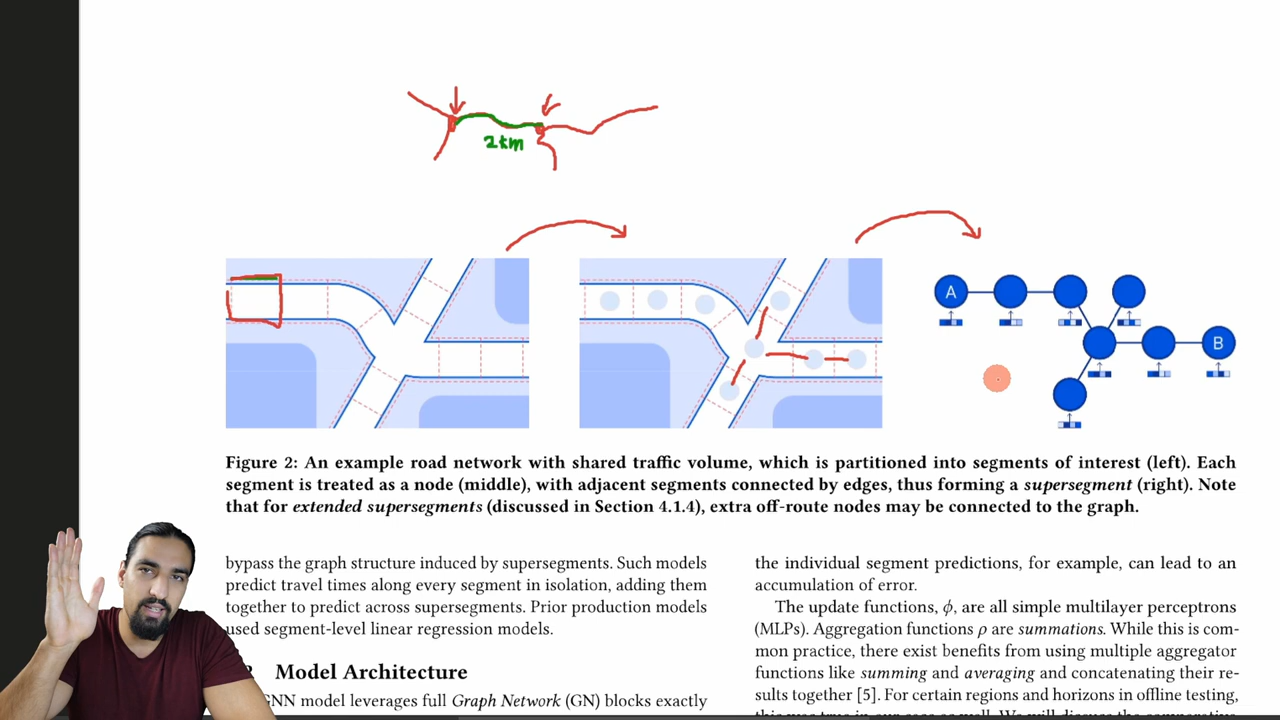 2km
A
B
Figure 2: An example road network with shared traffic volume, which is partitioned into segments of interest (left). Each
segment is treated as a node (middle), with adjacent segments connected by edges, thus forming a supersegment (right). Note
that for extended supersegments (discussed in Section 4.1.4), extra off-route nodes may be connected to the graph.
bypass the graph structure induced by supersegments. Such models
predict travel times along every segment in isolation, adding them
together to predict across supersegments. Prior production models
used segment-level linear regression models.
Model Architecture
GNN model leverages full Graph Network (GN) blocks exactly
the individual segment predictions, for example, can lead to an
accumulation of error.
The update functions, ϕ, are all simple multilayer perceptrons
(MLPs). Aggregation functions ρ are summations. While this is com-
mon practice, there exist benefits from using multiple aggregator
functions like summing and averaging and concatenating their re-
sults together [5]. For certain regions and horizons in offline testing,